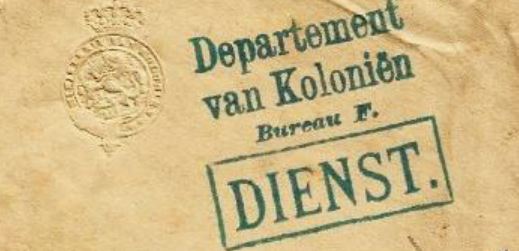 Departement
van Koloniën
Bureau F.
DIENST.